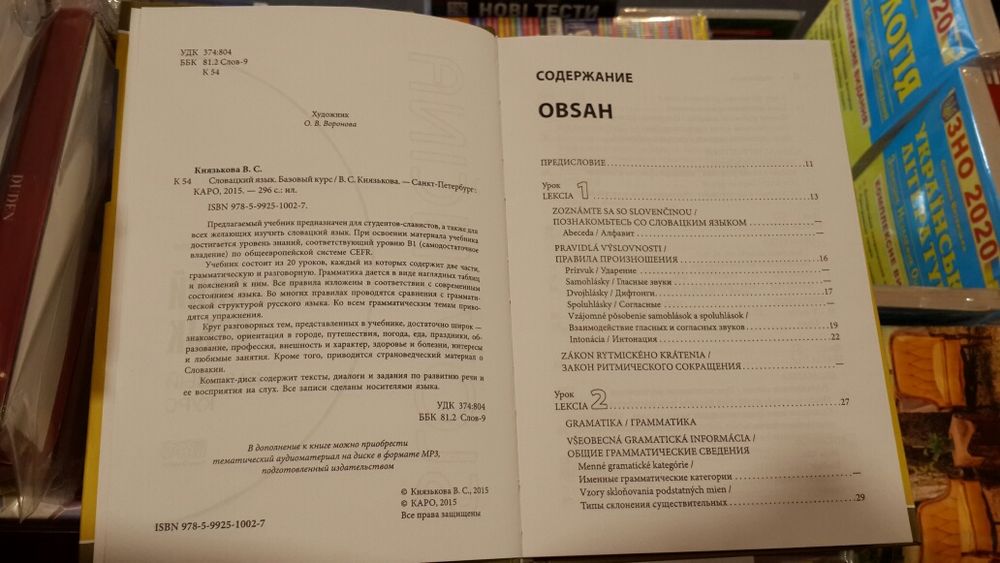 НОВІ ТЕСТИ
УДК 374:804
ББК 81.2 Слов-9
К 54
Художник
О. В. Воронова
Князькова В. С.
К 54 Словацкий язык. Базовый курс / В. С. Князькова. — Санкт-Петербург:
КАРО, 2015. — 296 с.: ил.
ISBN 978-5-9925-1002-7.
Предлагаемый учебник предназначен для студентов-славистов, а также для
всех желающих изучить словацкий язык. При освоении материала учебника
достигается уровень знаний, соответствующий уровню B1 (самодостаточное
владение) по общеевропейской системе CEFR.
Учебник состоит из 20 уроков, каждый из которых содержит две части,
грамматическую и разговорную. Грамматика дается в виде наглядных таблиц
и пояснений к ним. Все правила изложены в соответствии с современным
состоянием языка. Во многих правилах проводятся сравнения с граммати-
ческой структурой русского языка. Ко всем грамматическим темам приво-
дятся упражнения.
Круг разговорных тем, представленных в учебнике, достаточно широк —
знакомство, ориентация в городе, путешествия, погода, еда, праздники, об-
разование, профессия, внешность и характер, здоровье и болезни, интересы
и любимые занятия. Кроме того, приводится страноведческий материал о
Словакии.
Компакт-диск содержит тексты, диалоги и задания по развитию речи и
ее восприятия на слух. Все записи сделаны носителями языка.
УДК 374:804
ББК 81.2 Слов-9
В дополнение к книге можно приобрести
тематический аудиоматериал на диске в формате MP3,
подготовленный издательством
© Князькова В. С., 2015
© КАРО, 2015
Все права защищены
ISBN 978-5-9925-1002-7
СОДЕРЖАНИЕ
OBSAH
ПРЕДИСЛОВИЕ 11
Урок
LEKCIA 1 13
ZOZNÁMTE SA SO SLOVENČINOU /
ПОЗНАКОМЬТЕСЬ СО СЛОВАЦКИМ ЯЗЫКОМ —
Abeceda / Алфавит —
PRAVIDLÁ VÝSLOVNOSTI /
ПРАВИЛА ПРОИЗНОШЕНИЯ 16
Prízvuk / Ударение —
Samohlásky / Гласные звуки —
Dvojhlásky / Дифтонги 17
Spoluhlásky / Согласные —
Vzájomné pôsobenie samohlások a spoluhlások /
Взаимодействие гласных и согласных звуков 19
Intonácia / Интонация 22
ZÁKON RYTMICKÉHO KRÁTENIA /
ЗАКОН РИТМИЧЕСКОГО СОКРАЩЕНИЯ —
Урок
LEKCIA 2 27
GRAMATIKA / ГРАММАТИКА
VŠEOBECNÁ GRAMATICKÁ INFORMÁCIA /
ОБЩИЕ ГРАММАТИЧЕСКИЕ СВЕДЕНИЯ
Menné gramatické kategórie /
Именные грамматические категории —
Vzory skloňovania podstatných mien /
Типы склонения существительных 29
DUDEN
2020
ЗНО 2020
УКРАЇНСЬКА
ЛІТЕРАТУРА